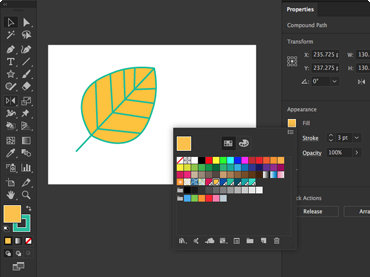 Properties
Compound Path
Transform
X: 235.725 W: 130.
Y: 237.275 H: 130.
0°
Appearance
Fill
Stroke 3 pt
Opacity 100%
ck Actions
Release Arra